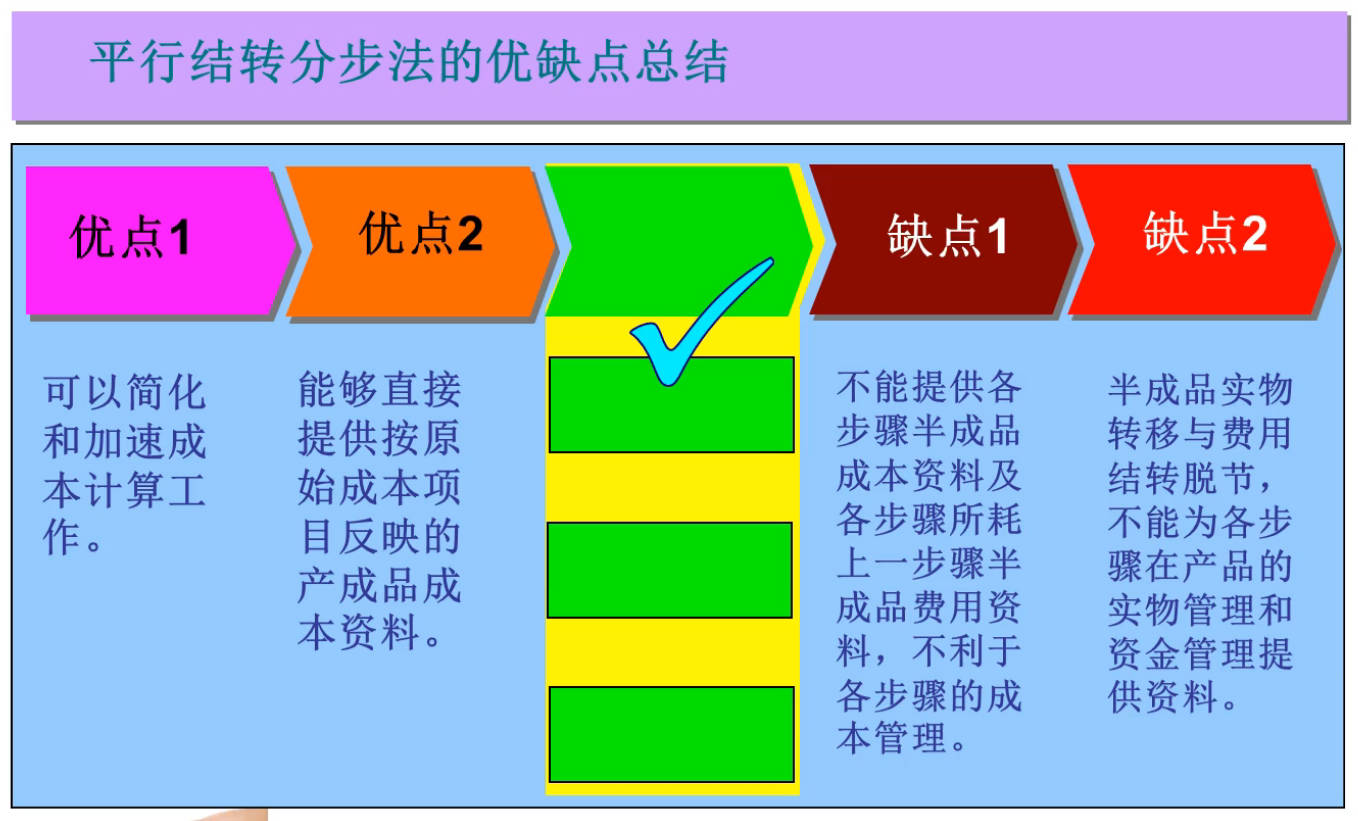 平行结转分步法的优缺点总结
优点1
可以简化
和加速成
本计算工
作。
优点2
能够直接
提供按原
始成本项
目反映的
产成品成
本资料。
缺点1
不能提供各
步骤半成品
成本资料及
各步骤所耗
上一步骤半
成品费用资
料，不利于
各步骤的成
本管理。
缺点2
半成品实物
转移与费用
结转脱节，
不能为各步
骤在产品的
实物管理和
资金管理提
供资料。